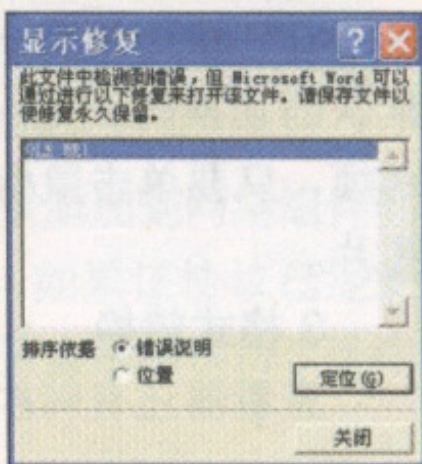 显示修复
此文件中检测到错误，但 Microsoft Word 可以
通过进行以下修复来打开该文件。请保存文件以
使修复永久保留。
排序依据 错误说明
位置
定位(G)
关闭